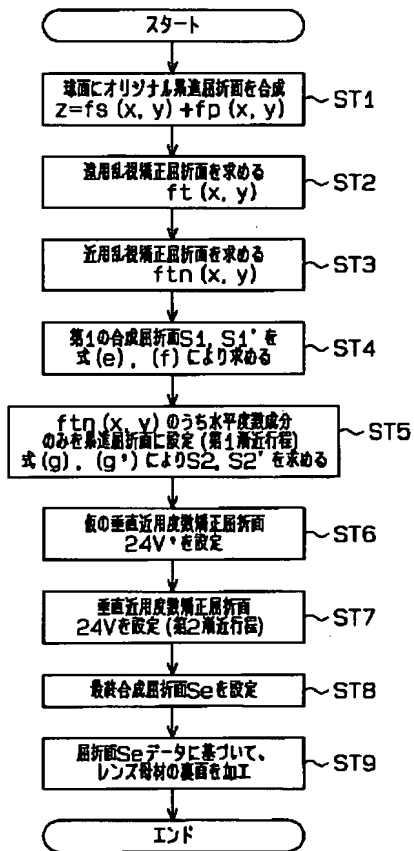 スタート
球面にオリジナル累進屈折面を合成
z=fs(x, y)+fp(x, y)
ST1
遠用乱視矯正屈折面を求める
ft(x, y)
ST2
近用乱視矯正屈折面を求める
ftn(x, y)
ST3
第1の合成屈折面S1, S1'を
式(e), (f)により求める
ST4
ftn(x, y)のうち水平度数成分
のみを累進屈折面に設定(第1漸近行程)
式(g), (g')によりS2, S2'を求める
ST5
仮の垂直近用度数矯正屈折面
24V'を設定
ST6
垂直近用度数矯正屈折面
24Vを設定(第2漸近行程)
ST7
最終合成屈折面Seを設定
ST8
屈折面Seデータに基づいて、
レンズ母材の裏面を加工
ST9
エンド